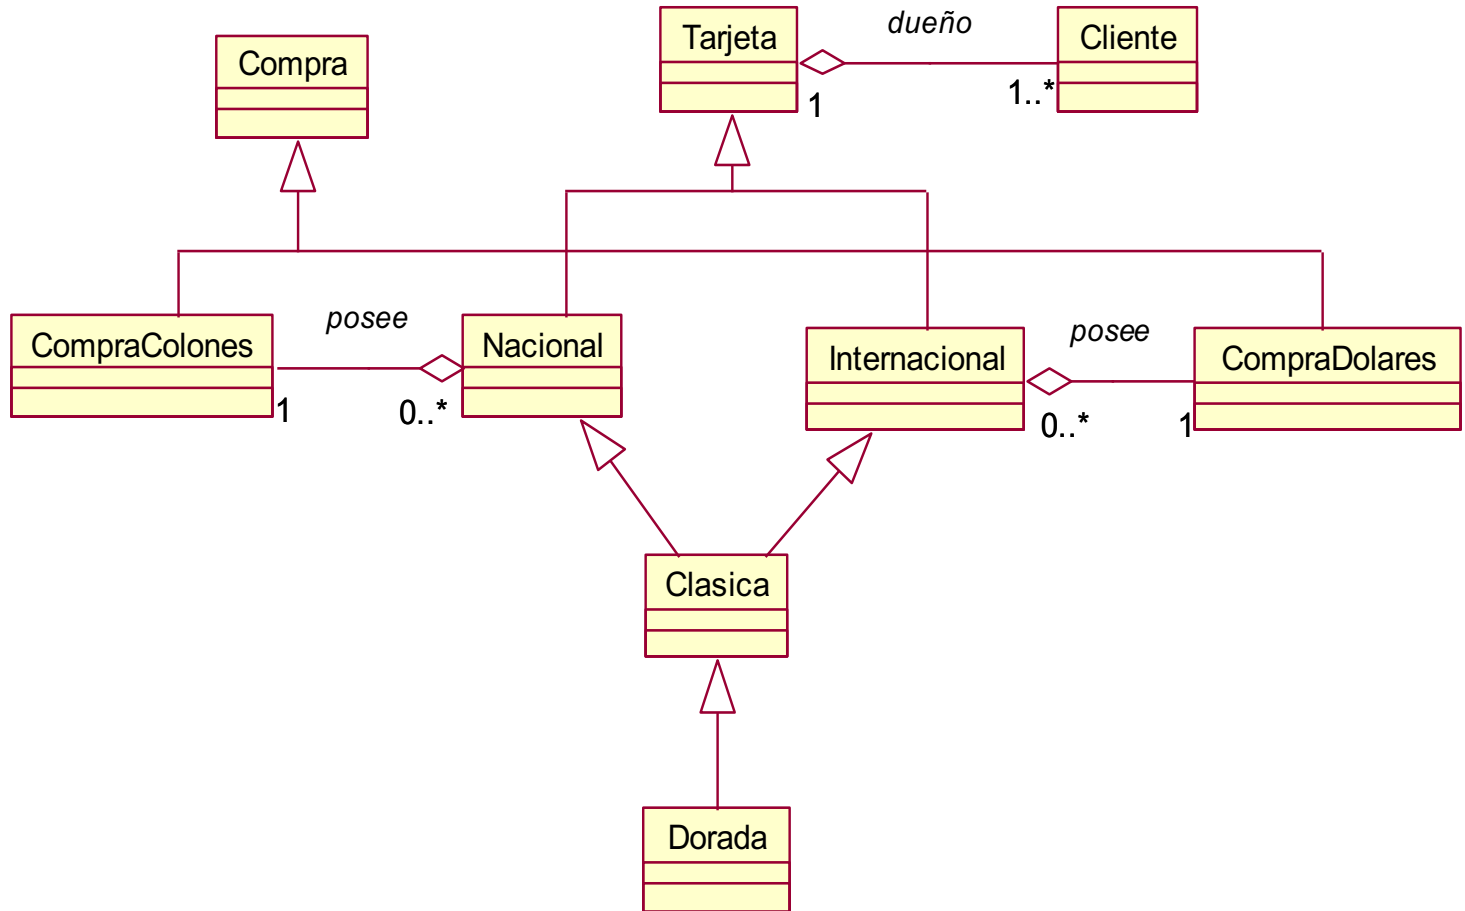 Tarjeta
dueño
Cliente
Compra
1
1..*
CompraColones
posee
Nacional
Internacional
posee
CompraDolares
1
0..*
0..*
1
Clasica
Dorada